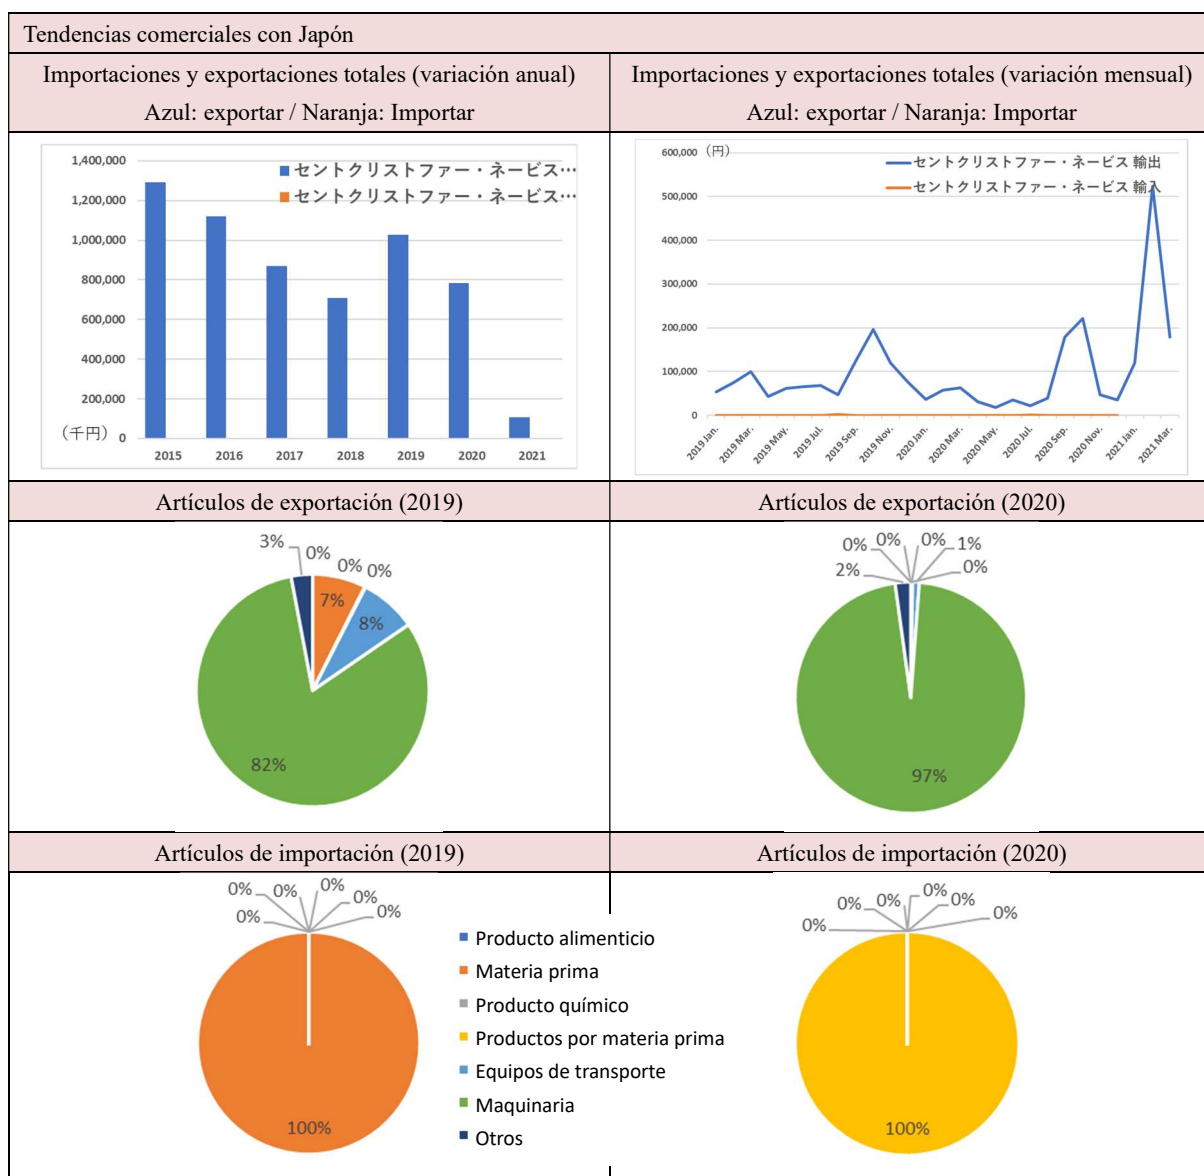 Tendencias comerciales con Japón
Importaciones y exportaciones totales (variación anual)
Azul: exportar / Naranja: Importar
Importaciones y exportaciones totales (variación mensual)
Azul: exportar / Naranja: Importar
1,400,000
1,200,000
1,000,000
800,000
600,000
400,000
200,000
0
（千円）
セントクリストファー・ネービス…
セントクリストファー・ネービス…
2015 2016 2017 2018 2019 2020 2021
600,000
500,000
400,000
300,000
200,000
100,000
0
（円）
セントクリストファー・ネービス 輸出
セントクリストファー・ネービス 輸入
2019 Jan. 2019 Mar. 2019 May. 2019 Jul. 2019 Sep. 2019 Nov. 2020 Jan. 2020 Mar. 2020 May. 2020 Jul. 2020 Sep. 2020 Nov. 2021 Jan. 2021 Mar.
Artículos de exportación (2019)
Artículos de exportación (2020)
3%
0%
0%
0%
7%
8%
82%
0%
0%
0%
1%
2%
0%
97%
Artículos de importación (2019)
Artículos de importación (2020)
0%
0%
0%
0%
0%
0%
100%
Producto alimenticio
Materia prima
Producto químico
Productos por materia prima
Equipos de transporte
Maquinaria
Otros
0%
0%
0%
0%
0%
0%
100%